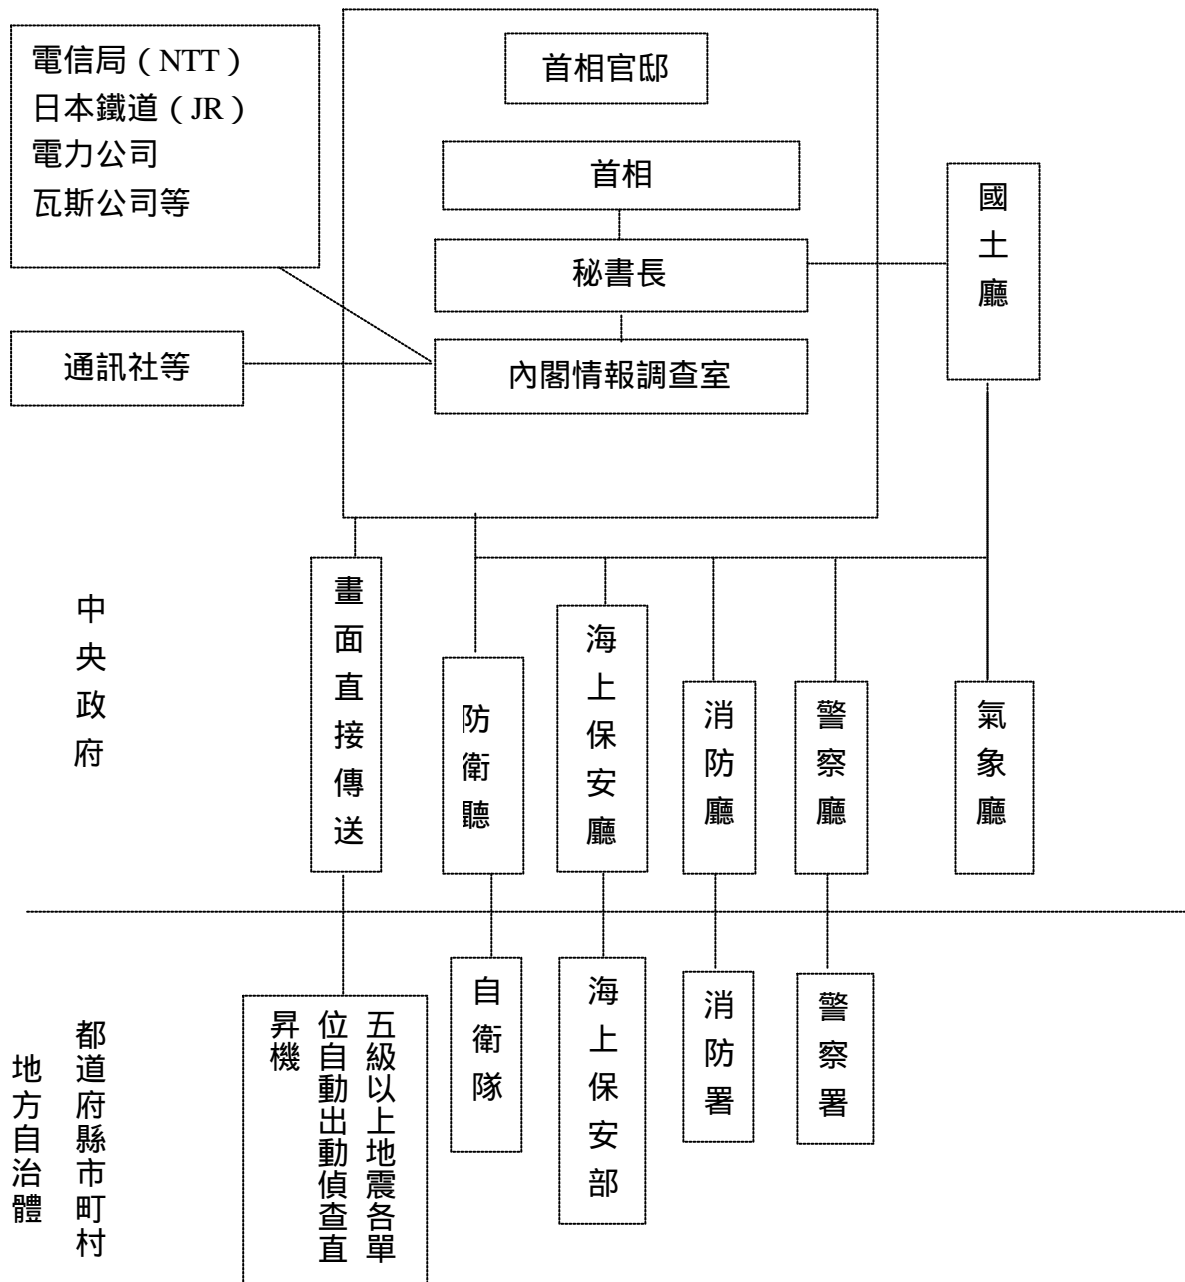 電信局（NTT）
日本鐵道（JR）
電力公司
瓦斯公司等
首相官邸
首相
秘書長
內閣情報調查室
通訊社等
國土廳
中央政府
畫面直接傳送
防衛聽
海上保安廳
消防廳
警察廳
氣象廳
都道府縣市町村
地方自治體
五級以上地震各單
位自動出動偵查直
昇機
自衛隊
海上保安部
消防署
警察署